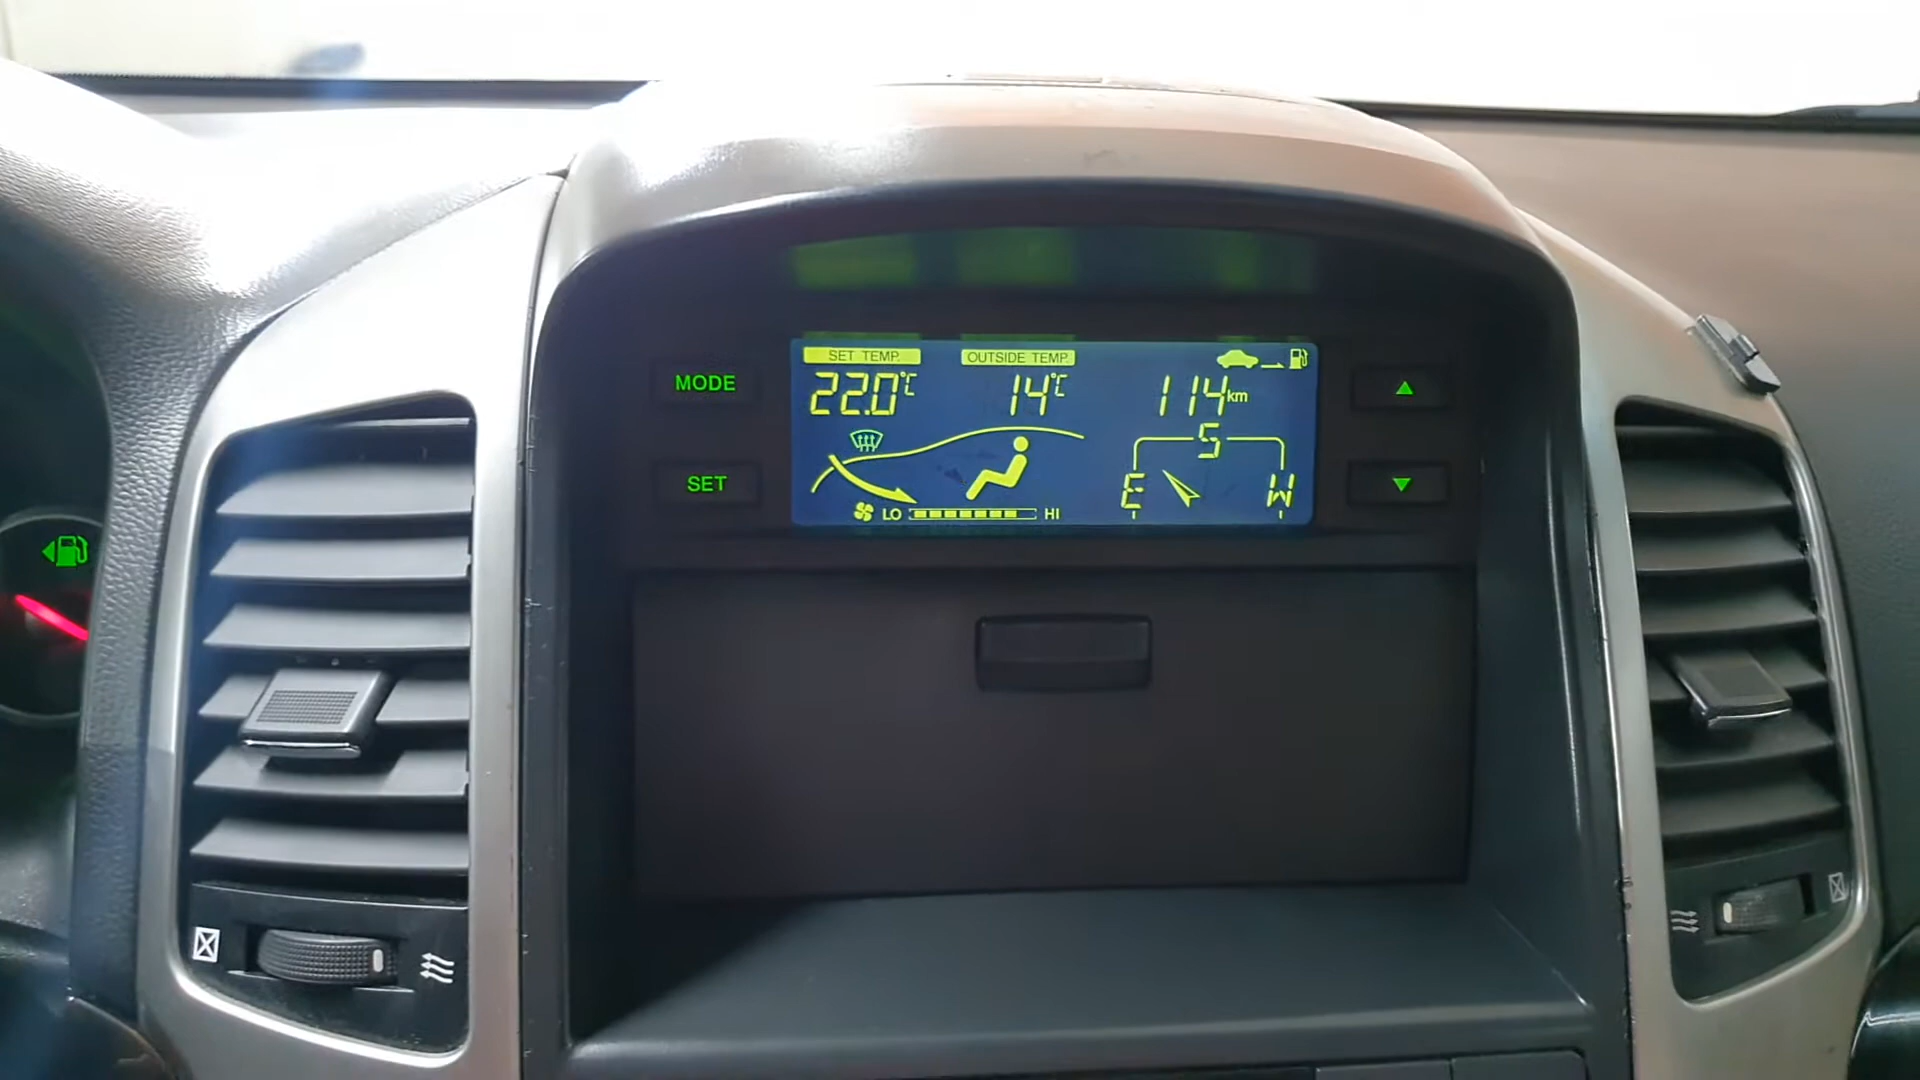 SET TEMP.
OUTSIDE TEMP.
MODE
22.0°C
14°C
114km
S
SET
E
W
LO
HI